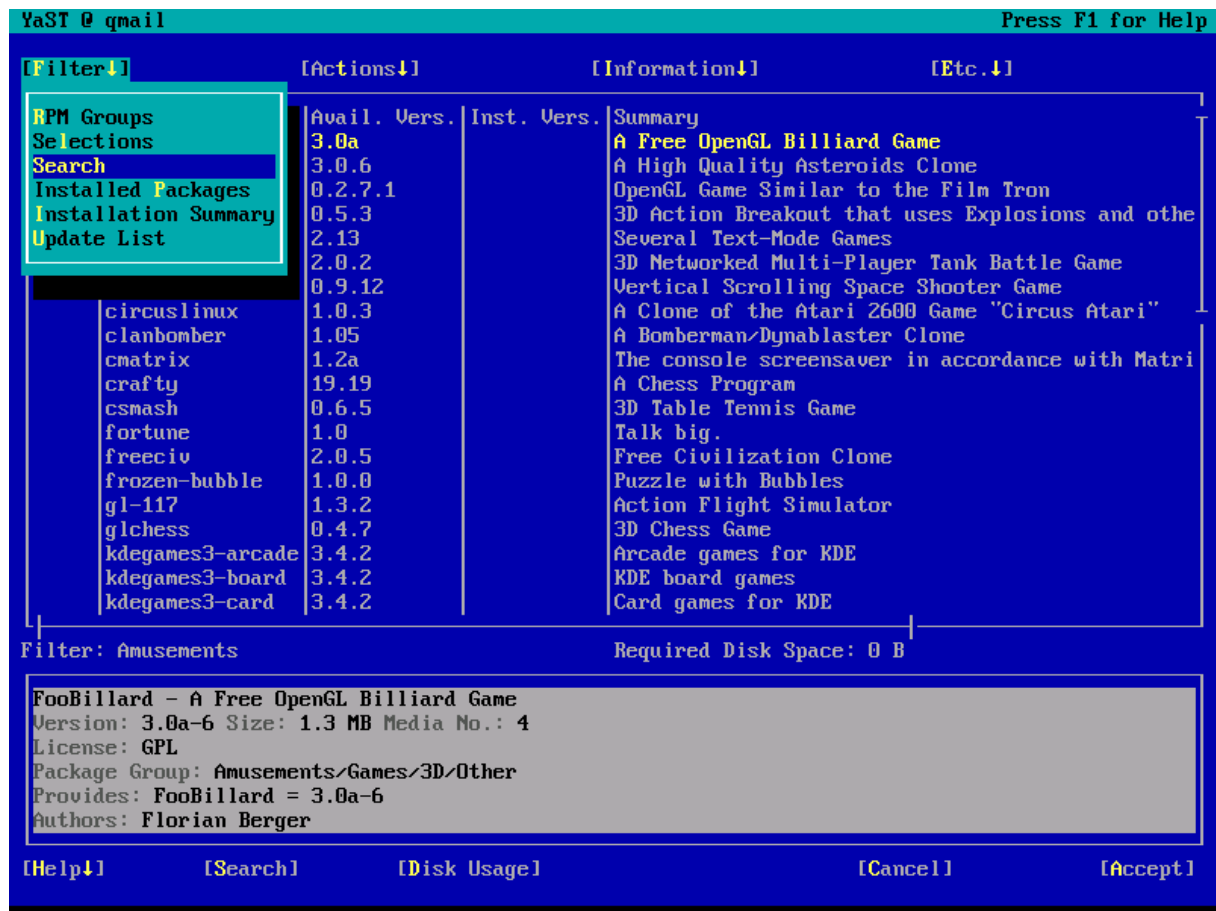 YaST @ qmail Press F1 for Help
[Filter↓] [Actions↓] [Information↓] [Etc.↓]
RPM Groups
Selections
Search
Installed Packages
Installation Summary
Update List
Avail. Vers. Inst. Vers. Summary
3.0a A Free OpenGL Billiard Game
3.0.6 A High Quality Asteroids Clone
0.2.7.1 OpenGL Game Similar to the Film Tron
0.5.3 3D Action Breakout that uses Explosions and othe
2.13 Several Text-Mode Games
2.0.2 3D Networked Multi-Player Tank Battle Game
0.9.12 Vertical Scrolling Space Shooter Game
circuslinux 1.0.3 A Clone of the Atari 2600 Game "Circus Atari"
clanbomber 1.05 A Bomberman/Dynablaster Clone
cmatrix 1.2a The console screensaver in accordance with Matri
crafty 19.19 A Chess Program
csmash 0.6.5 3D Table Tennis Game
fortune 1.0 Talk big.
freeciv 2.0.5 Free Civilization Clone
frozen-bubble 1.0.0 Puzzle with Bubbles
gl-117 1.3.2 Action Flight Simulator
glchess 0.4.7 3D Chess Game
kdegames3-arcade 3.4.2 Arcade games for KDE
kdegames3-board 3.4.2 KDE board games
kdegames3-card 3.4.2 Card games for KDE
Filter: Amusements Required Disk Space: 0 B
FooBillard - A Free OpenGL Billiard Game
Version: 3.0a-6 Size: 1.3 MB Media No.: 4
License: GPL
Package Group: Amusements/Games/3D/Other
Provides: FooBillard = 3.0a-6
Authors: Florian Berger
[Help↓] [Search] [Disk Usage] [Cancel] [Accept]